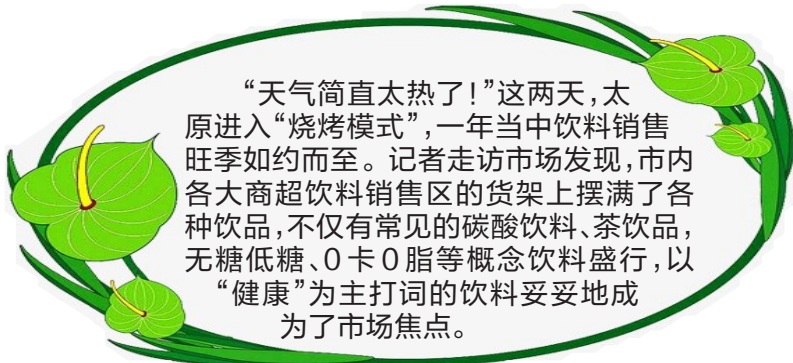 “天气简直太热了！”这两天，太
原进入“烧烤模式”，一年当中饮料销售
旺季如约而至。记者走访市场发现，市内
各大商超饮料销售区的货架上摆满了各
种饮品，不仅有常见的碳酸饮料、茶饮品，
无糖低糖、0卡0脂等概念饮料盛行，以
“健康”为主打词的饮料妥妥地成
为了市场焦点。